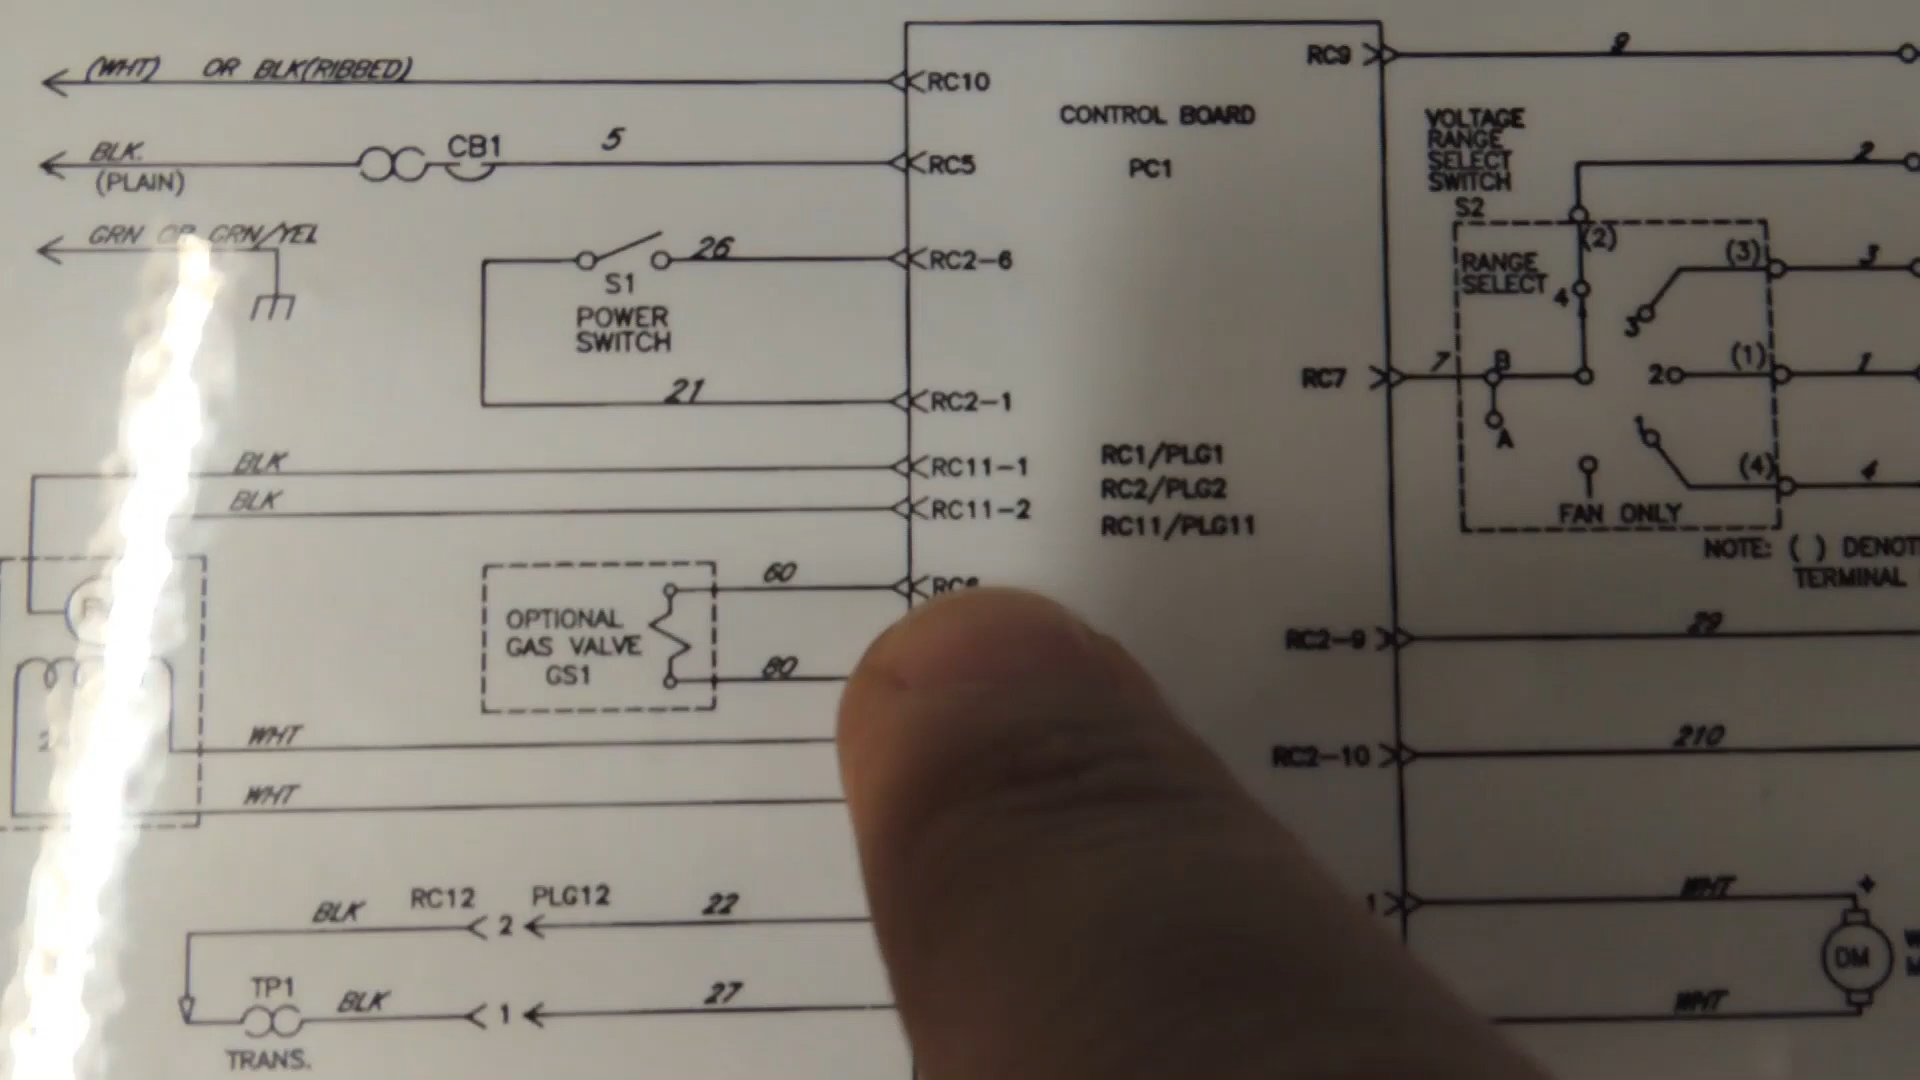 (WHT) OR BLK(RIBBED)
RC10
BLK.
(PLAIN)
CB1
5
RC5
GRN OR GRN/YEL
S1
POWER
SWITCH
26
RC2-6
21
RC2-1
BLK
RC11-1
BLK
RC11-2
OPTIONAL
GAS VALVE
GS1
60
80
WHT
WHT
BLK
RC12
2
PLG12
22
TP1
TRANS.
BLK
1
27
CONTROL BOARD
PC1
RC1/PLG1
RC2/PLG2
RC11/PLG11
RC9
9
VOLTAGE
RANGE
SELECT
SWITCH
S2
2
RANGE
SELECT
(2)
4
(3)
3
3
RC7
7
B
A
2
(1)
1
1
(4)
4
FAN ONLY
NOTE: ( ) DENOT
TERMINAL
RC2-9
29
RC2-10
210
1
WHT
+
DM
WHT